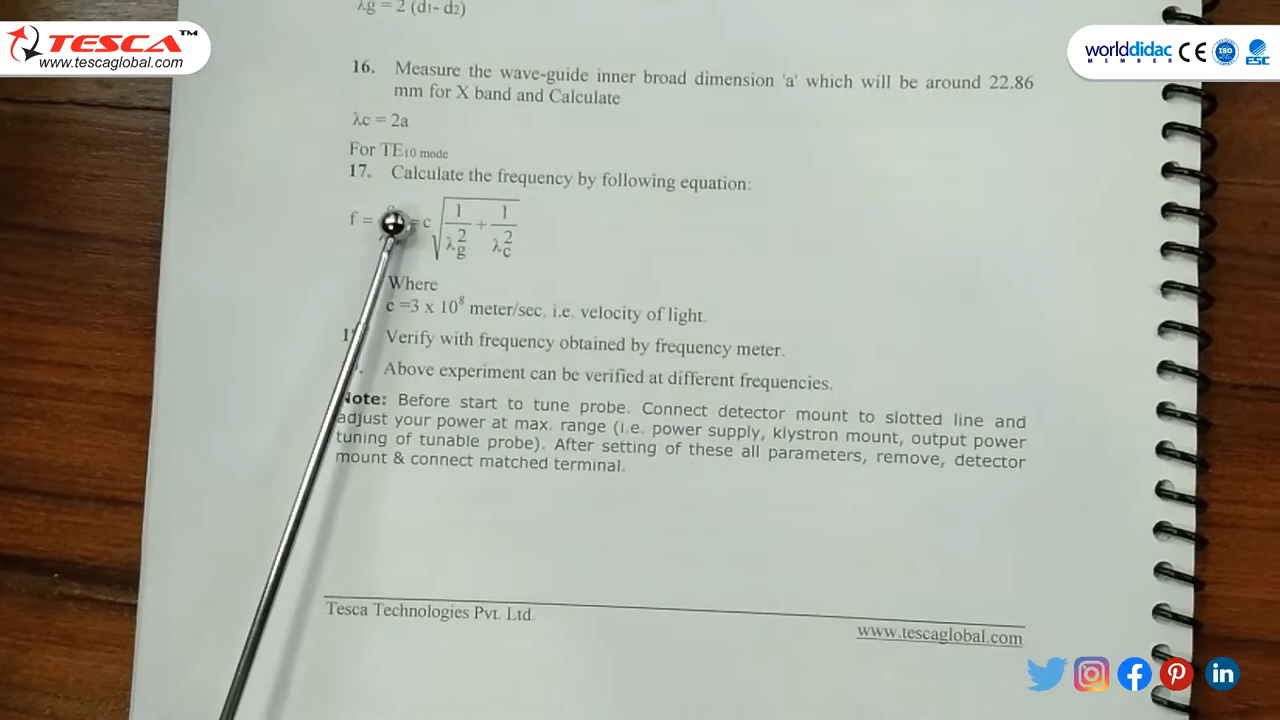 λg = 2 (d1- d2)
TESCA™
www.tescaglobal.com
worlddidac
MEMBER
CE
ISO
ESC
16. Measure the wave-guide inner broad dimension 'a' which will be around 22.86
mm for X band and Calculate
λc = 2a
For TE10 mode
17. Calculate the frequency by following equation:
f = = c √ 1/λg² + 1/λc²
Where
c =3 x 10⁸ meter/sec. i.e. velocity of light.
Verify with frequency obtained by frequency meter.
Above experiment can be verified at different frequencies.
Note: Before start to tune probe. Connect detector mount to slotted line and
adjust your power at max. range (i.e. power supply, klystron mount, output power
tuning of tunable probe). After setting of these all parameters, remove, detector
mount & connect matched terminal.
Tesca Technologies Pvt. Ltd.
www.tescaglobal.com